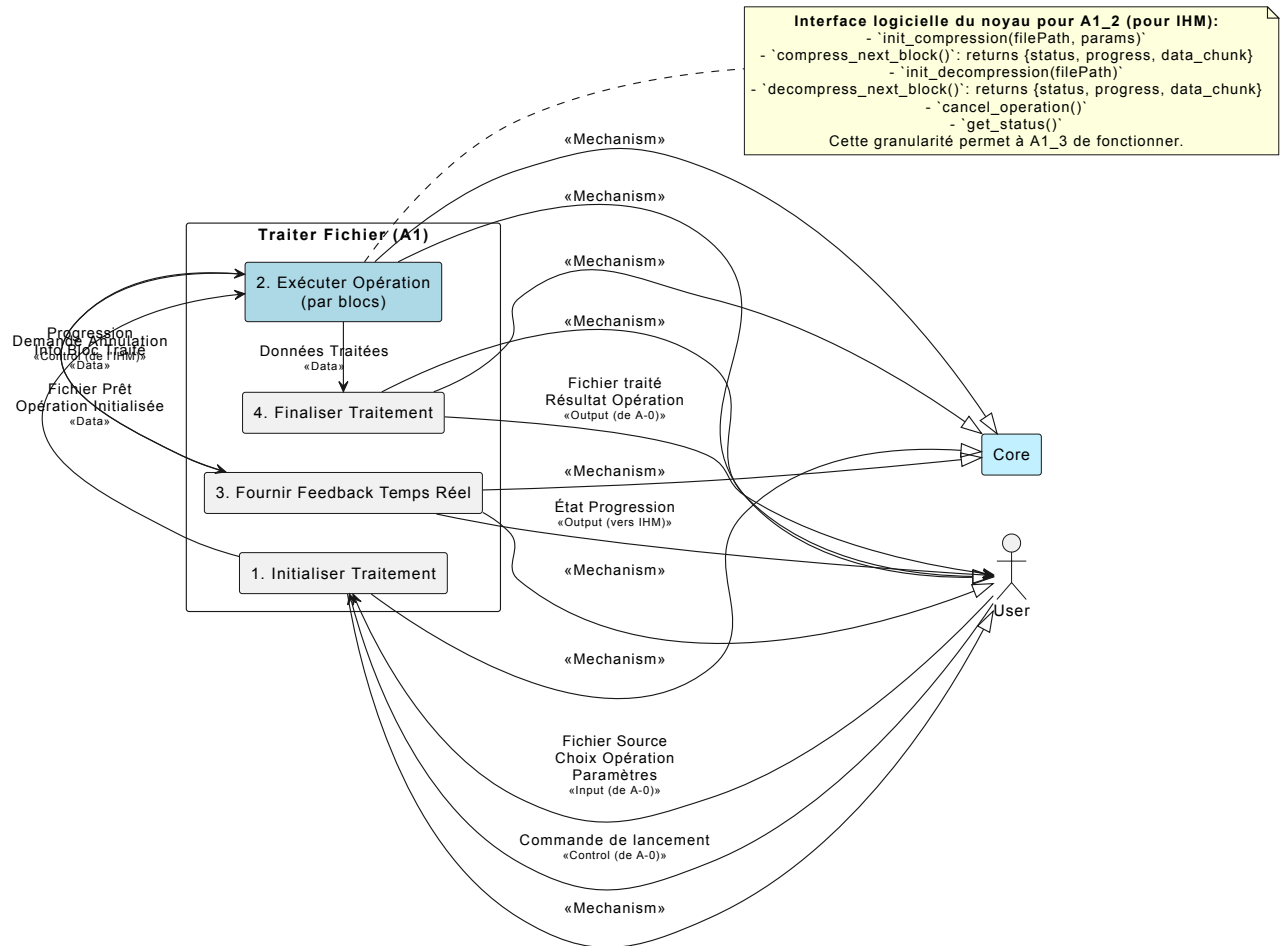 Interface logicielle du noyau pour A1_2 (pour IHM):
- `init_compression(filePath, params)`
- `compress_next_block()`: returns {status, progress, data_chunk}
- `init_decompression(filePath)`
- `decompress_next_block()`: returns {status, progress, data_chunk}
- `cancel_operation()`
- `get_status()`
Cette granularité permet à A1_3 de fonctionner.
«Mechanism»
«Mechanism»
Traiter Fichier (A1)
«Mechanism»
2. Exécuter Opération
(par blocs)
«Mechanism»
Progression
Info Bloc Traité
«Data»
Demande Annulation
«Control (de l'IHM)»
Données Traitées
«Data»
Fichier Prêt
Opération Initialisée
«Data»
Fichier traité
Résultat Opération
«Output (de A-0)»
4. Finaliser Traitement
Core
«Mechanism»
3. Fournir Feedback Temps Réel
État Progression
«Output (vers IHM)»
«Mechanism»
1. Initialiser Traitement
User
«Mechanism»
Fichier Source
Choix Opération
Paramètres
«Input (de A-0)»
Commande de lancement
«Control (de A-0)»
«Mechanism»